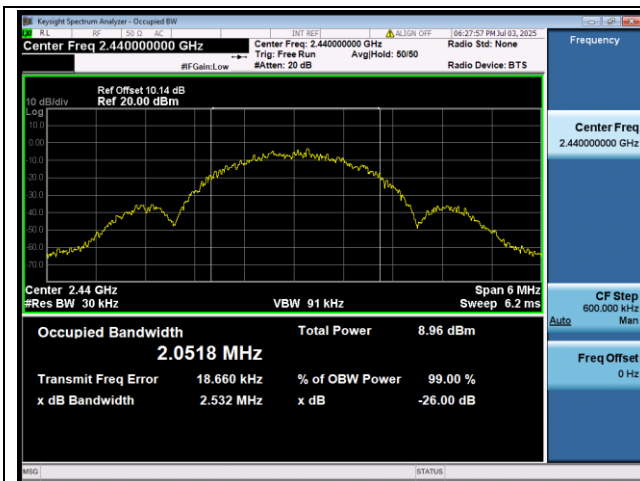 Keysight Spectrum Analyzer - Occupied BW
RL RF 50 Ω AC INT REF ALIGN OFF 06:27:57 PM Jul 03, 2025
Center Freq 2.440000000 GHz Center Freq: 2.440000000 GHz Radio Std: None
Trig: Free Run Avg|Hold: 50/50
#IFGain:Low #Atten: 20 dB Radio Device: BTS
Frequency
Ref Offset 10.14 dB
10 dB/div Ref 20.00 dBm
Log
10.0
0.00
-10.0
-20.0
-30.0
-40.0
-50.0
-60.0
-70.0
Center 2.44 GHz Span 6 MHz
#Res BW 30 kHz VBW 91 kHz Sweep 6.2 ms
Occupied Bandwidth Total Power 8.96 dBm
2.0518 MHz
Transmit Freq Error 18.660 kHz % of OBW Power 99.00 %
x dB Bandwidth 2.532 MHz x dB -26.00 dB
Center Freq
2.440000000 GHz
CF Step
600.000 kHz
Auto Man
Freq Offset
0 Hz
MSG STATUS